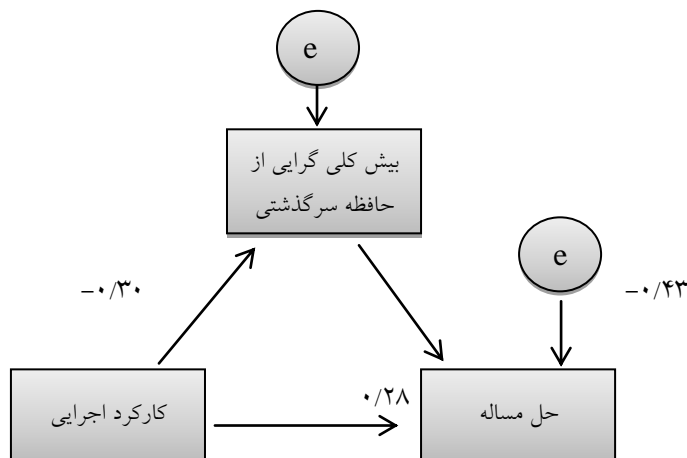 e
بیش کلی گرایی از
حافظه سرگذشتی
e
-۰/۳۰
-۰/۴۳
کارکرد اجرایی
۰/۲۸
حل مساله